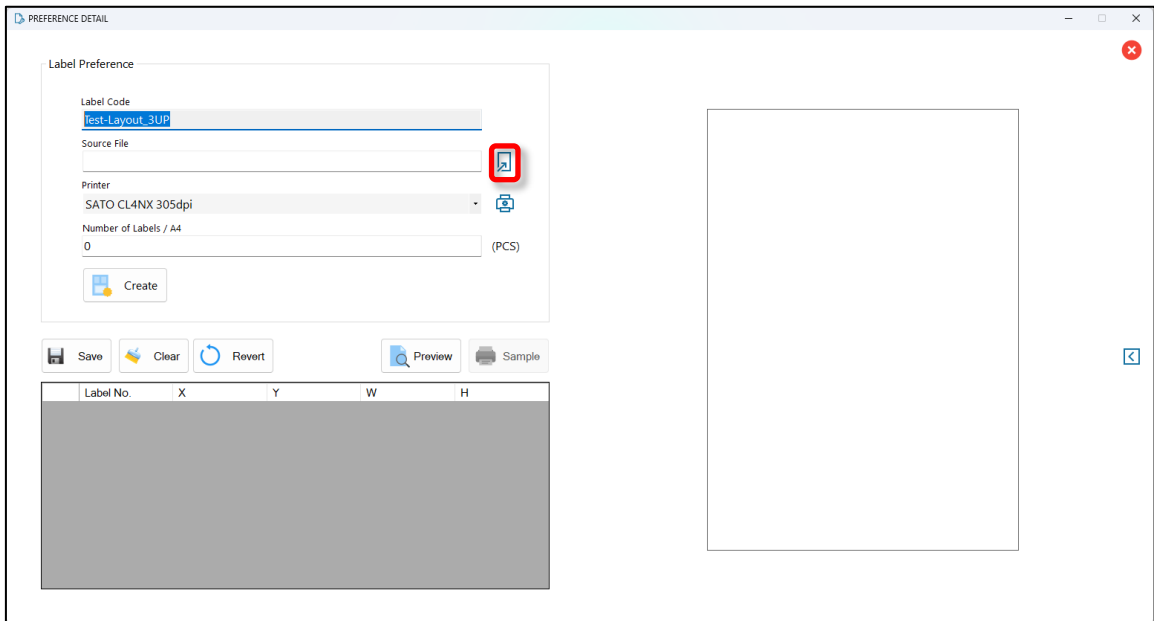 PREFERENCE DETAIL
Label Preference
Label Code
Test-Layout_3UP
Source File
Printer
SATO CL4NX 305dpi
Number of Labels / A4
0 (PCS)
Create
Save Clear Revert Preview Sample
Label No. X Y W H